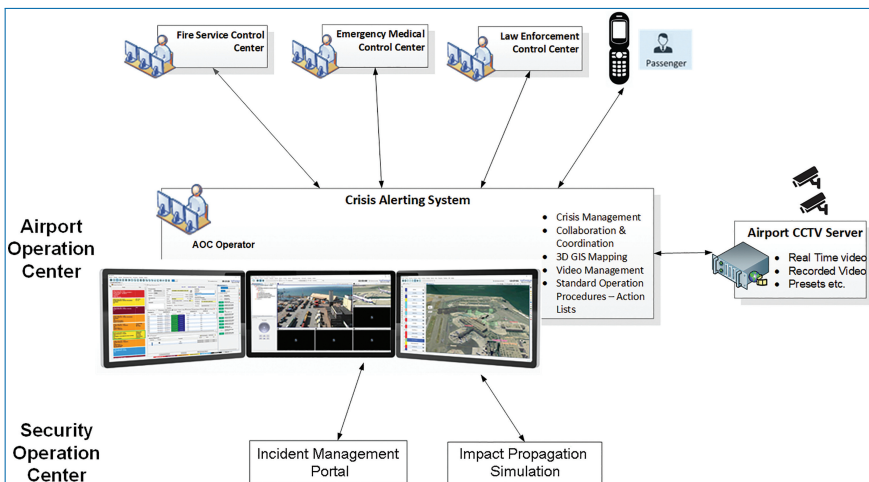 Fire Service Control
Center
Emergency Medical
Control Center
Law Enforcement
Control Center
Passenger
Crisis Alerting System
AOC Operator
• Crisis Management
• Collaboration &
Coordination
• 3D GIS Mapping
• Video Management
• Standard Operation
Procedures – Action
Lists
Airport
Operation
Center
Airport CCTV Server
• Real Time video
• Recorded Video
• Presets etc.
Security
Operation
Center
Incident Management
Portal
Impact Propagation
Simulation